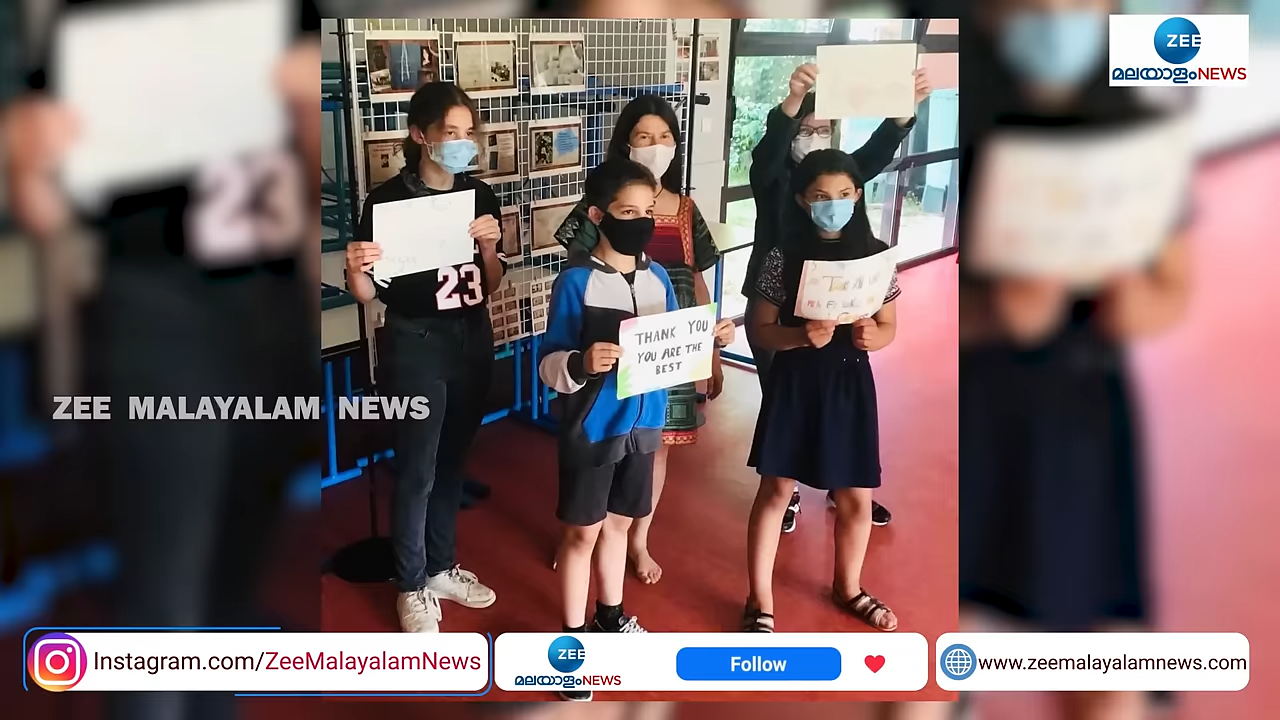 ZEE
മലയാളംNEWS
23
THANK YOU
YOU ARE THE
BEST
ZEE MALAYALAM NEWS
Instagram.com/ZeeMalayalamNews
ZEE
മലയാളംNEWS
Follow
www.zeemalayalamnews.com
23